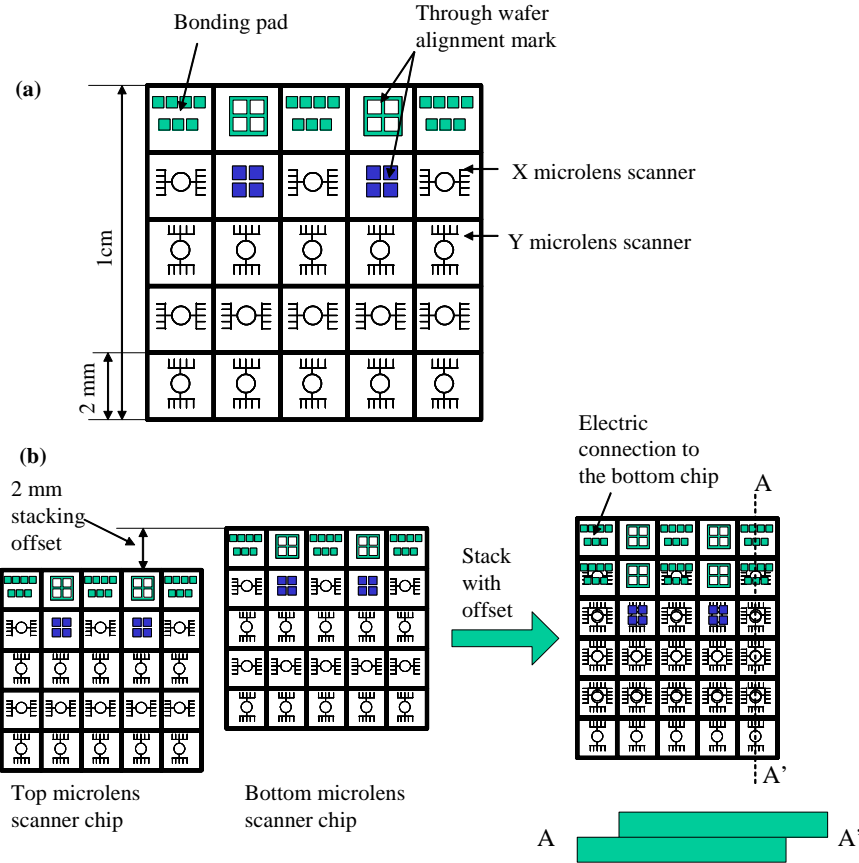 Bonding pad
Through wafer
alignment mark
(a)
X microlens scanner
Y microlens scanner
1cm
2 mm
(b)
2 mm
stacking
offset
Electric
connection to
the bottom chip
A
Stack
with
offset
A’
Top microlens
scanner chip
Bottom microlens
scanner chip
A
A’